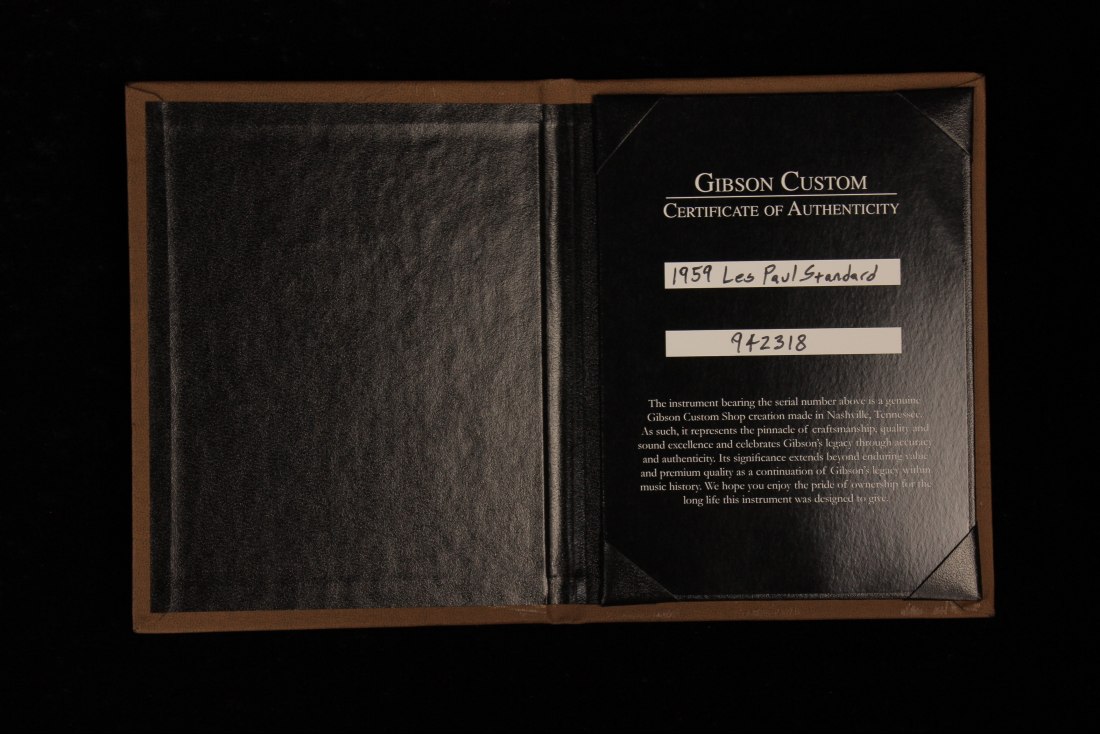 GIBSON CUSTOM
CERTIFICATE OF AUTHENTICITY
1959 Les Paul Standard
942318
The instrument bearing the serial number above is a genuine
Gibson Custom Shop creation made in Nashville, Tennessee.
As such, it represents the pinnacle of craftsmanship, quality and
sound excellence and celebrates Gibson's legacy through accuracy
and authenticity. Its significance extends beyond enduring value
and premium quality as a continuation of Gibson's legacy within
music history. We hope you enjoy the pride of ownership for the
long life this instrument was designed to give.